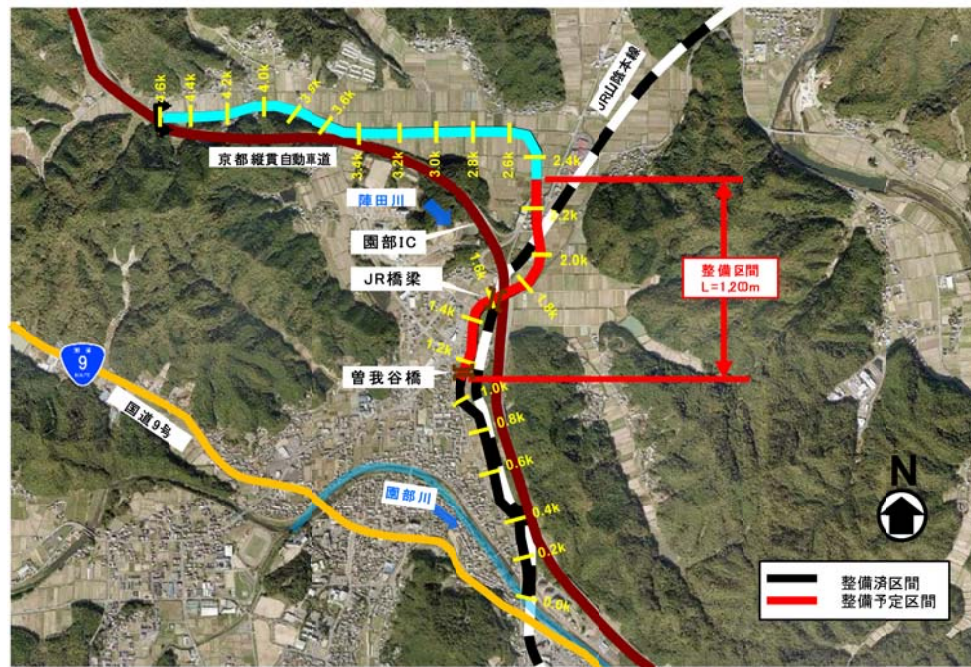 JR山陰本線
4.6k
4.4k
4.2k
4.0k
3.6k
3.4k
3.2k
3.0k
2.8k
2.6k
2.4k
京都縦貫自動車道
陣田川
園部IC
2.0k
整備区間
L=1,200m
JR橋梁
1.6k
1.8k
1.4k
1.2k
曽我谷橋
1.0k
国道
9
ROUTE
国道9号
0.8k
0.6k
園部川
0.4k
0.2k
0.0k
N
整備済区間
整備予定区間